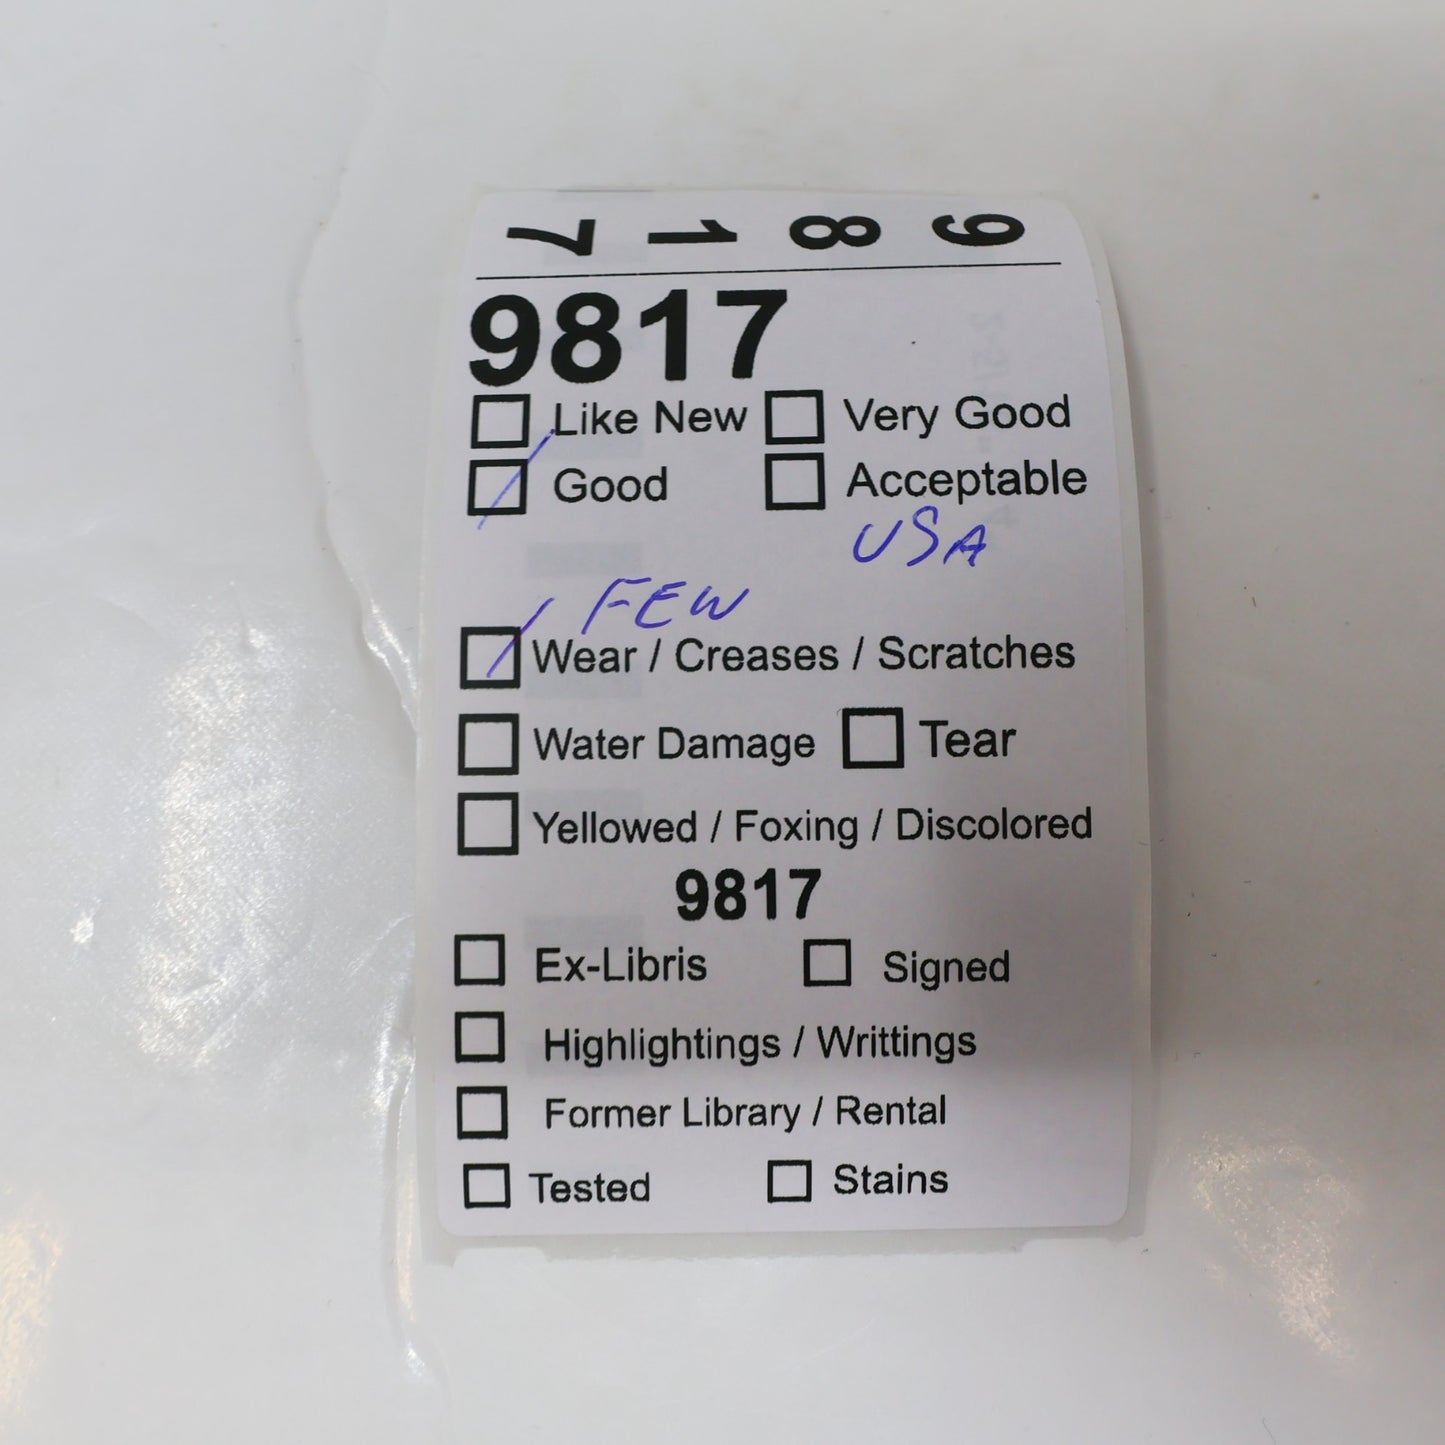 9817
9817
Like New Very Good
Good Acceptable
USA
FEW
Wear / Creases / Scratches
Water Damage Tear
Yellowed / Foxing / Discolored
9817
Ex-Libris Signed
Highlightings / Writtings
Former Library / Rental
Tested Stains